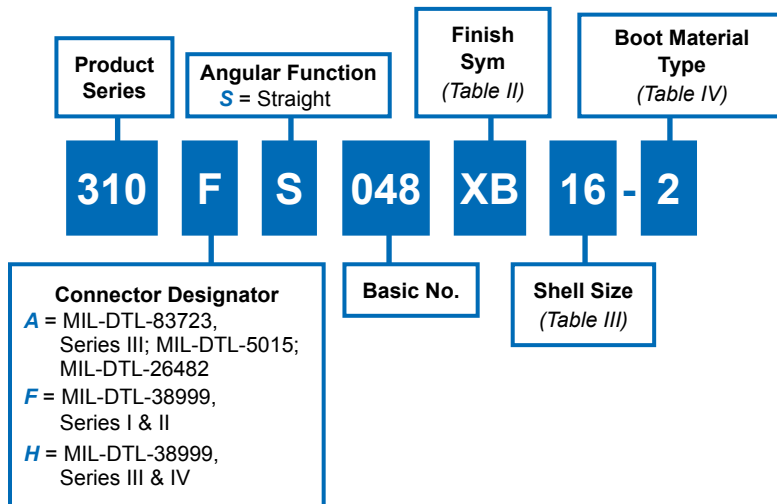 Product
Series
Angular Function
S = Straight
Finish
Sym
(Table II)
Boot Material
Type
(Table IV)
310 F S 048 XB 16 - 2
Connector Designator
A = MIL-DTL-83723,
Series III; MIL-DTL-5015;
MIL-DTL-26482
F = MIL-DTL-38999,
Series I & II
H = MIL-DTL-38999,
Series III & IV
Basic No.
Shell Size
(Table III)